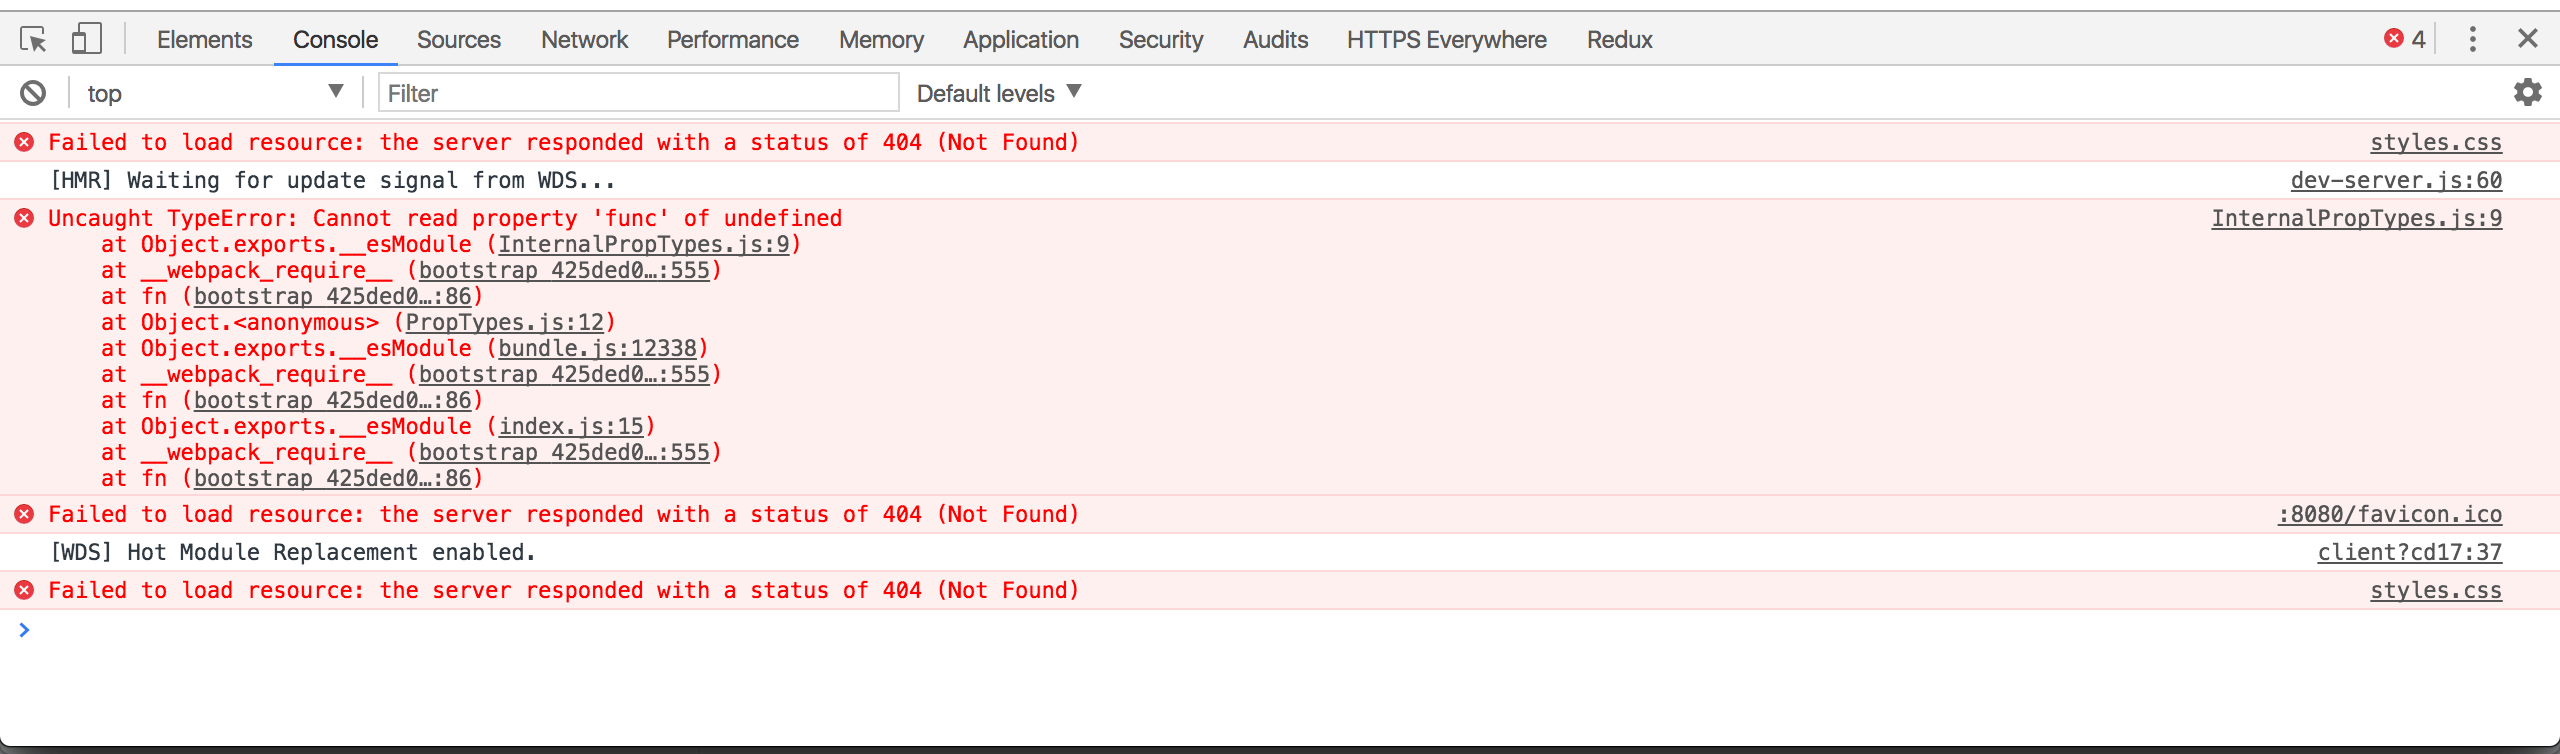 Elements Console Sources Network Performance Memory Application Security Audits HTTPS Everywhere Redux 4
top Filter Default levels
Failed to load resource: the server responded with a status of 404 (Not Found) styles.css
[HMR] Waiting for update signal from WDS... dev-server.js:60
Uncaught TypeError: Cannot read property 'func' of undefined InternalPropTypes.js:9
at Object.exports.__esModule (InternalPropTypes.js:9)
at __webpack_require__ (bootstrap 425ded0…:555)
at fn (bootstrap 425ded0…:86)
at Object.<anonymous> (PropTypes.js:12)
at Object.exports.__esModule (bundle.js:12338)
at __webpack_require__ (bootstrap 425ded0…:555)
at fn (bootstrap 425ded0…:86)
at Object.exports.__esModule (index.js:15)
at __webpack_require__ (bootstrap 425ded0…:555)
at fn (bootstrap 425ded0…:86)
Failed to load resource: the server responded with a status of 404 (Not Found) :8080/favicon.ico
[WDS] Hot Module Replacement enabled. client?cd17:37
Failed to load resource: the server responded with a status of 404 (Not Found) styles.css